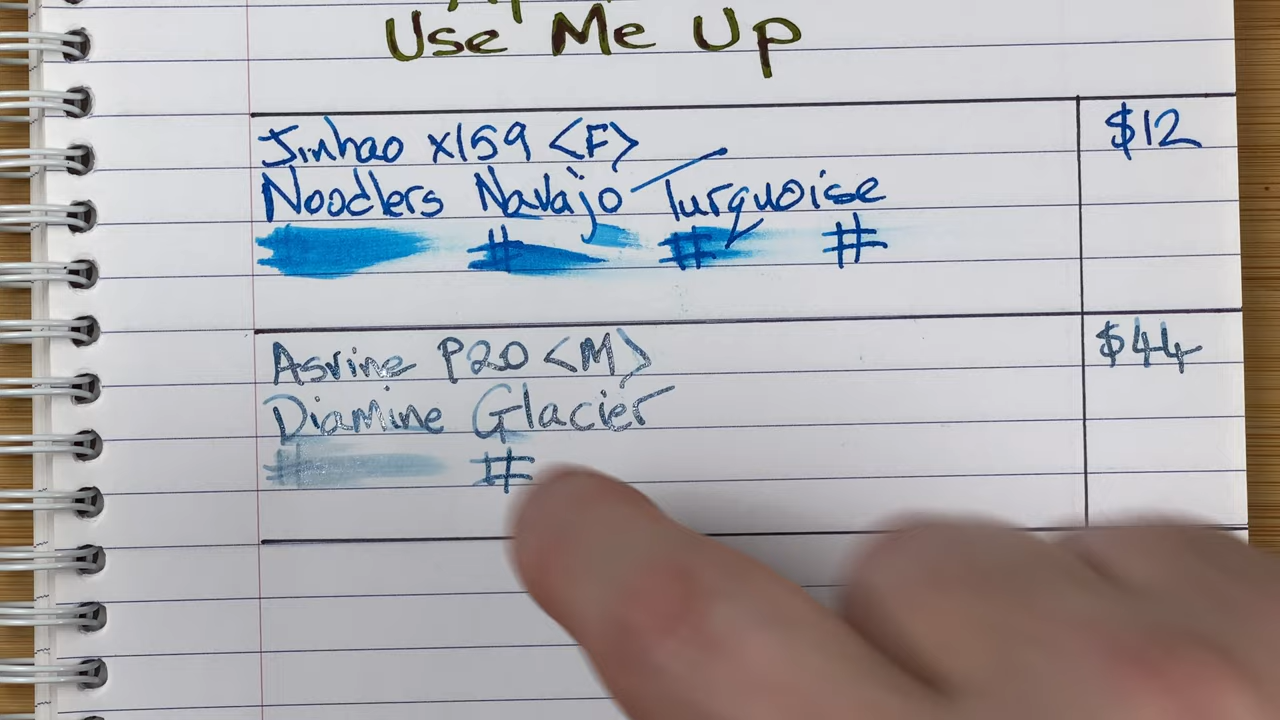 Use Me Up
Jinhao x159 <F>
$12
Noodlers Navajo Turquoise
# # #
Asvine P20 <M>
$44
Diamine Glacier
# #